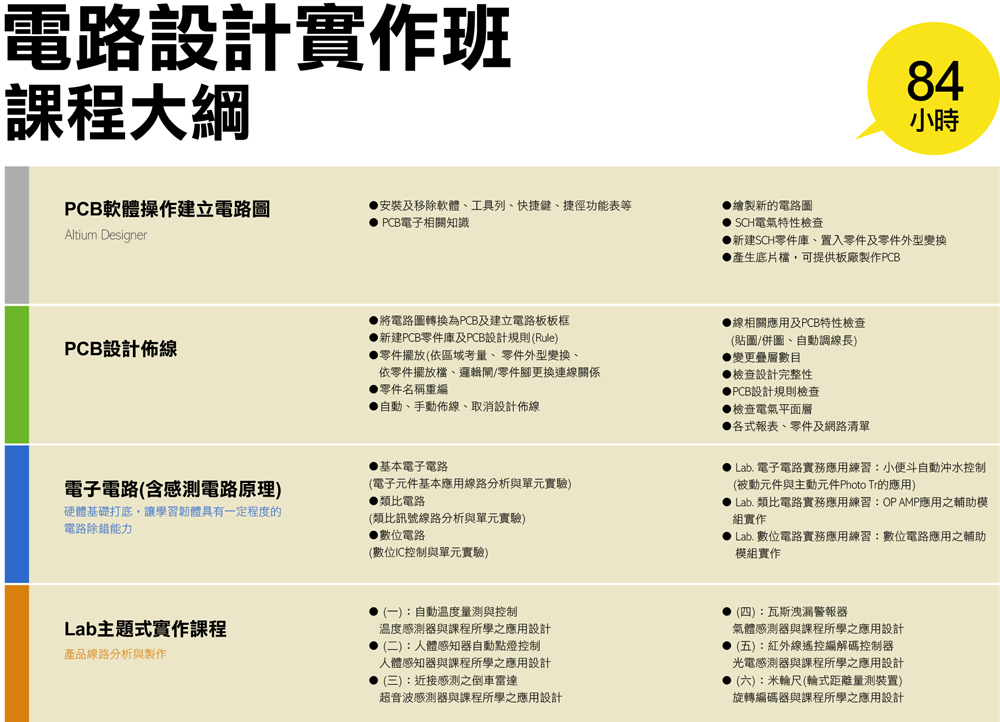 電路設計實作班
課程大綱
84
小時
PCB軟體操作建立電路圖
Altium Designer
●安裝及移除軟體、工具列、快捷鍵、捷徑功能表等
● PCB電子相關知識
●繪製新的電路圖
● SCH電氣特性檢查
●新建SCH零件庫、置入零件及零件外型變換
●產生底片檔，可提供板廠製作PCB
PCB設計佈線
●將電路圖轉換為PCB及建立電路板板框
●新建PCB零件庫及PCB設計規則(Rule)
●零件擺放(依區域考量、 零件外型變換、
依零件擺放檔、邏輯閘/零件腳更換連線關係
●零件名稱重編
●自動、手動佈線、取消設計佈線
●線相關應用及PCB特性檢查
(貼圖/併圖、自動調線長)
●變更疊層數目
●檢查設計完整性
●PCB設計規則檢查
●檢查電氣平面層
●各式報表、零件及網路清單
電子電路(含感測電路原理)
硬體基礎打底，讓學習韌體具有一定程度的
電路除錯能力
●基本電子電路
(電子元件基本應用線路分析與單元實驗)
●類比電路
(類比訊號線路分析與單元實驗)
●數位電路
(數位IC控制與單元實驗)
● Lab. 電子電路實務應用練習：小便斗自動沖水控制
(被動元件與主動元件Photo Tr的應用)
● Lab. 類比電路實務應用練習：OP AMP應用之輔助模
組實作
● Lab. 數位電路實務應用練習：數位電路應用之輔助
模組實作
Lab主題式實作課程
產品線路分析與製作
● (一)：自動溫度量測與控制
溫度感測器與課程所學之應用設計
● (二)：人體感知器自動點燈控制
人體感知器與課程所學之應用設計
● (三)：近接感測之倒車雷達
超音波感測器與課程所學之應用設計
● (四)：瓦斯洩漏警報器
氣體感測器與課程所學之應用設計
● (五)：紅外線遙控編解碼控制器
光電感測器與課程所學之應用設計
● (六)：米輪尺(輪式距離量測裝置)
旋轉編碼器與課程所學之應用設計